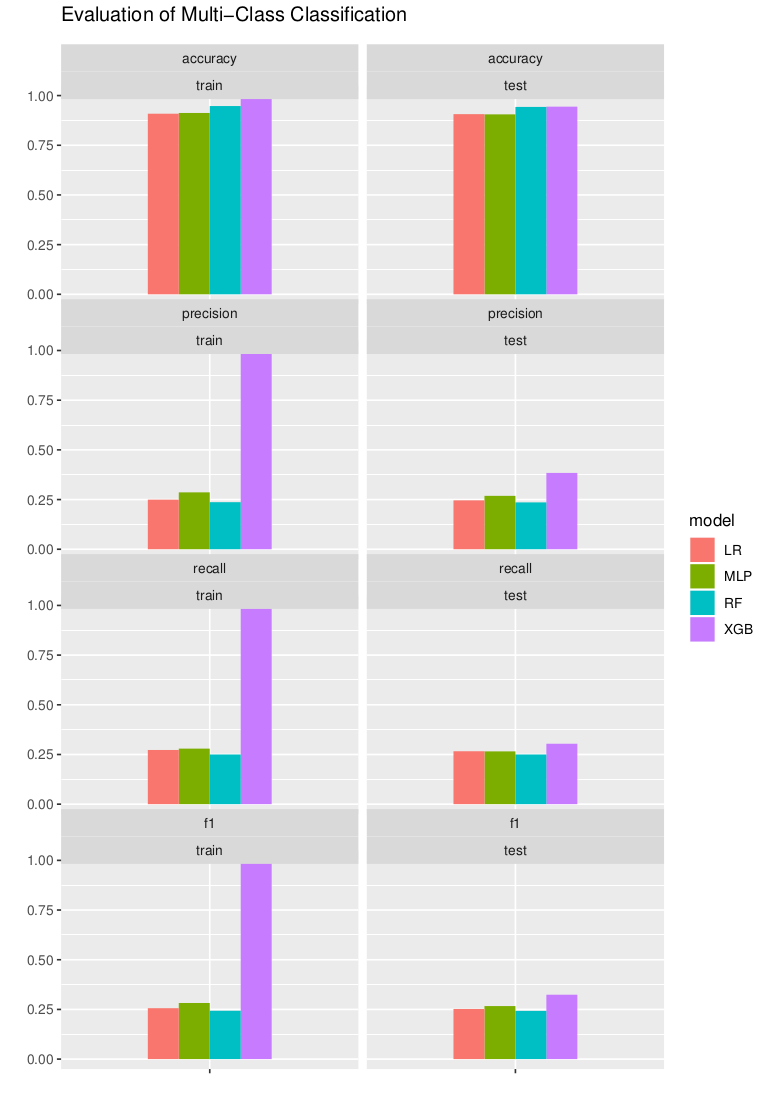 Evaluation of Multi−Class Classification
accuracy
accuracy
train
test
1.00
0.75
0.50
0.25
0.00
precision
precision
train
test
1.00
0.75
0.50
0.25
0.00
recall
recall
train
test
1.00
0.75
0.50
0.25
0.00
f1
f1
train
test
1.00
0.75
0.50
0.25
0.00
model
LR
MLP
RF
XGB